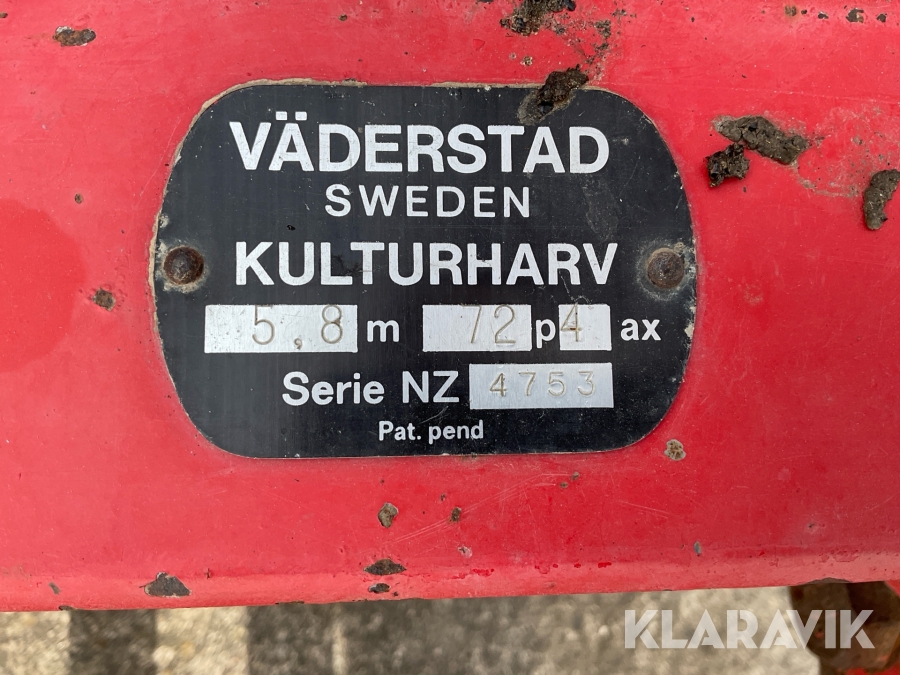 VÄDERSTAD
SWEDEN
KULTURHARV
5,8 m 72 p 4 ax
Serie NZ 4753
Pat. pend
KLARAVIK